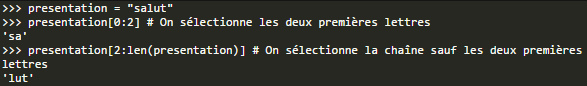 >>> presentation = "salut"
>>> presentation[0:2] # On sélectionne les deux premières lettres
'sa'
>>> presentation[2:len(presentation)] # On sélectionne la chaîne sauf les deux premières
lettres
'lut'